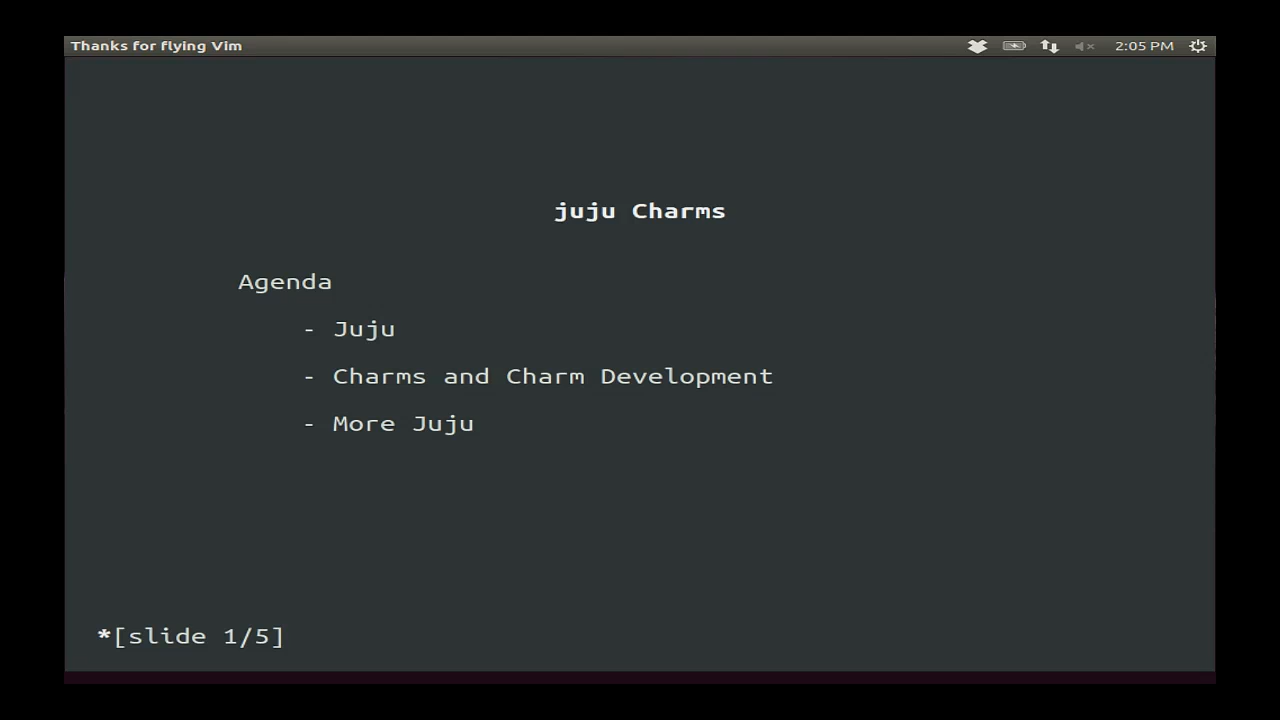 Thanks for flying Vim
2:05 PM
juju Charms
Agenda
- Juju
- Charms and Charm Development
- More Juju
*[slide 1/5]